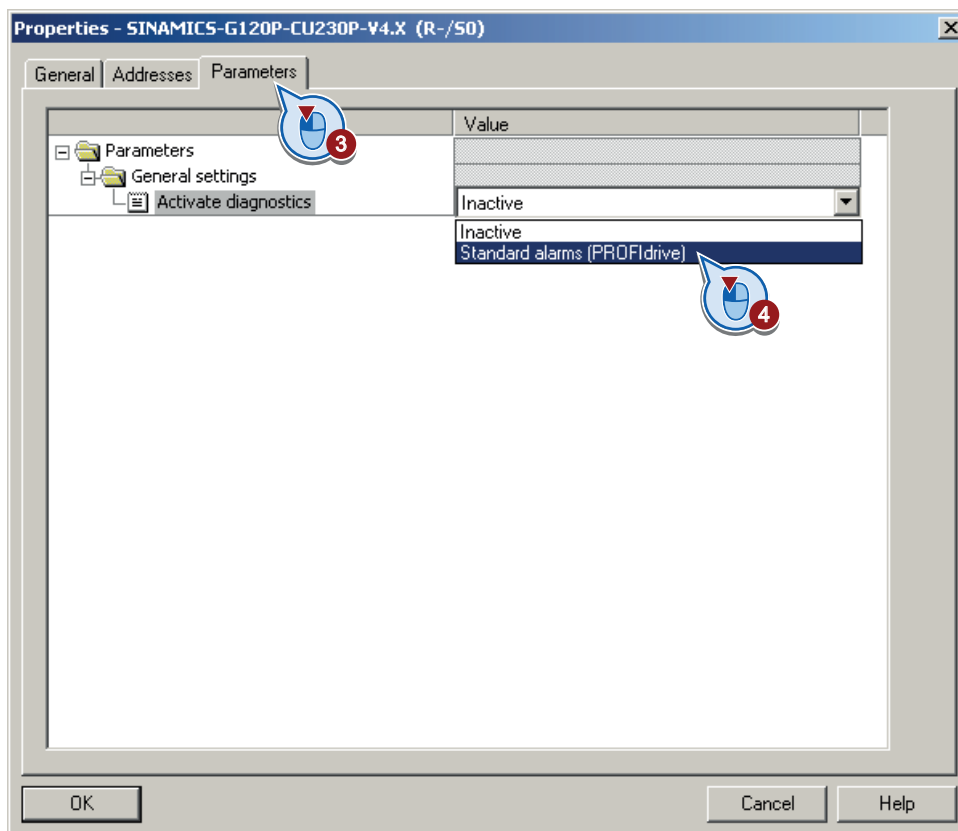 Properties - SINAMICS-G120P-CU230P-V4.X (R-/S0)
General Addresses Parameters
3
Value
Parameters
General settings
Activate diagnostics Inactive
Inactive
Standard alarms (PROFIdrive)
4
OK Cancel Help